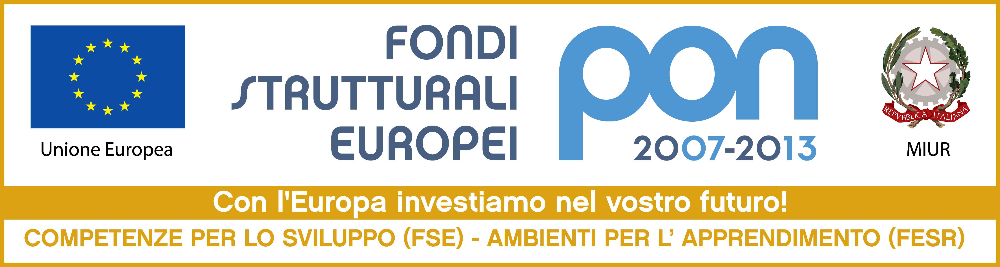 FONDI
STRUTTURALI
EUROPEI
pon
2007-2013
REPVBBLICA ITALIANA
Unione Europea
MIUR
Con l'Europa investiamo nel vostro futuro!
COMPETENZE PER LO SVILUPPO (FSE) - AMBIENTI PER L’ APPRENDIMENTO (FESR)